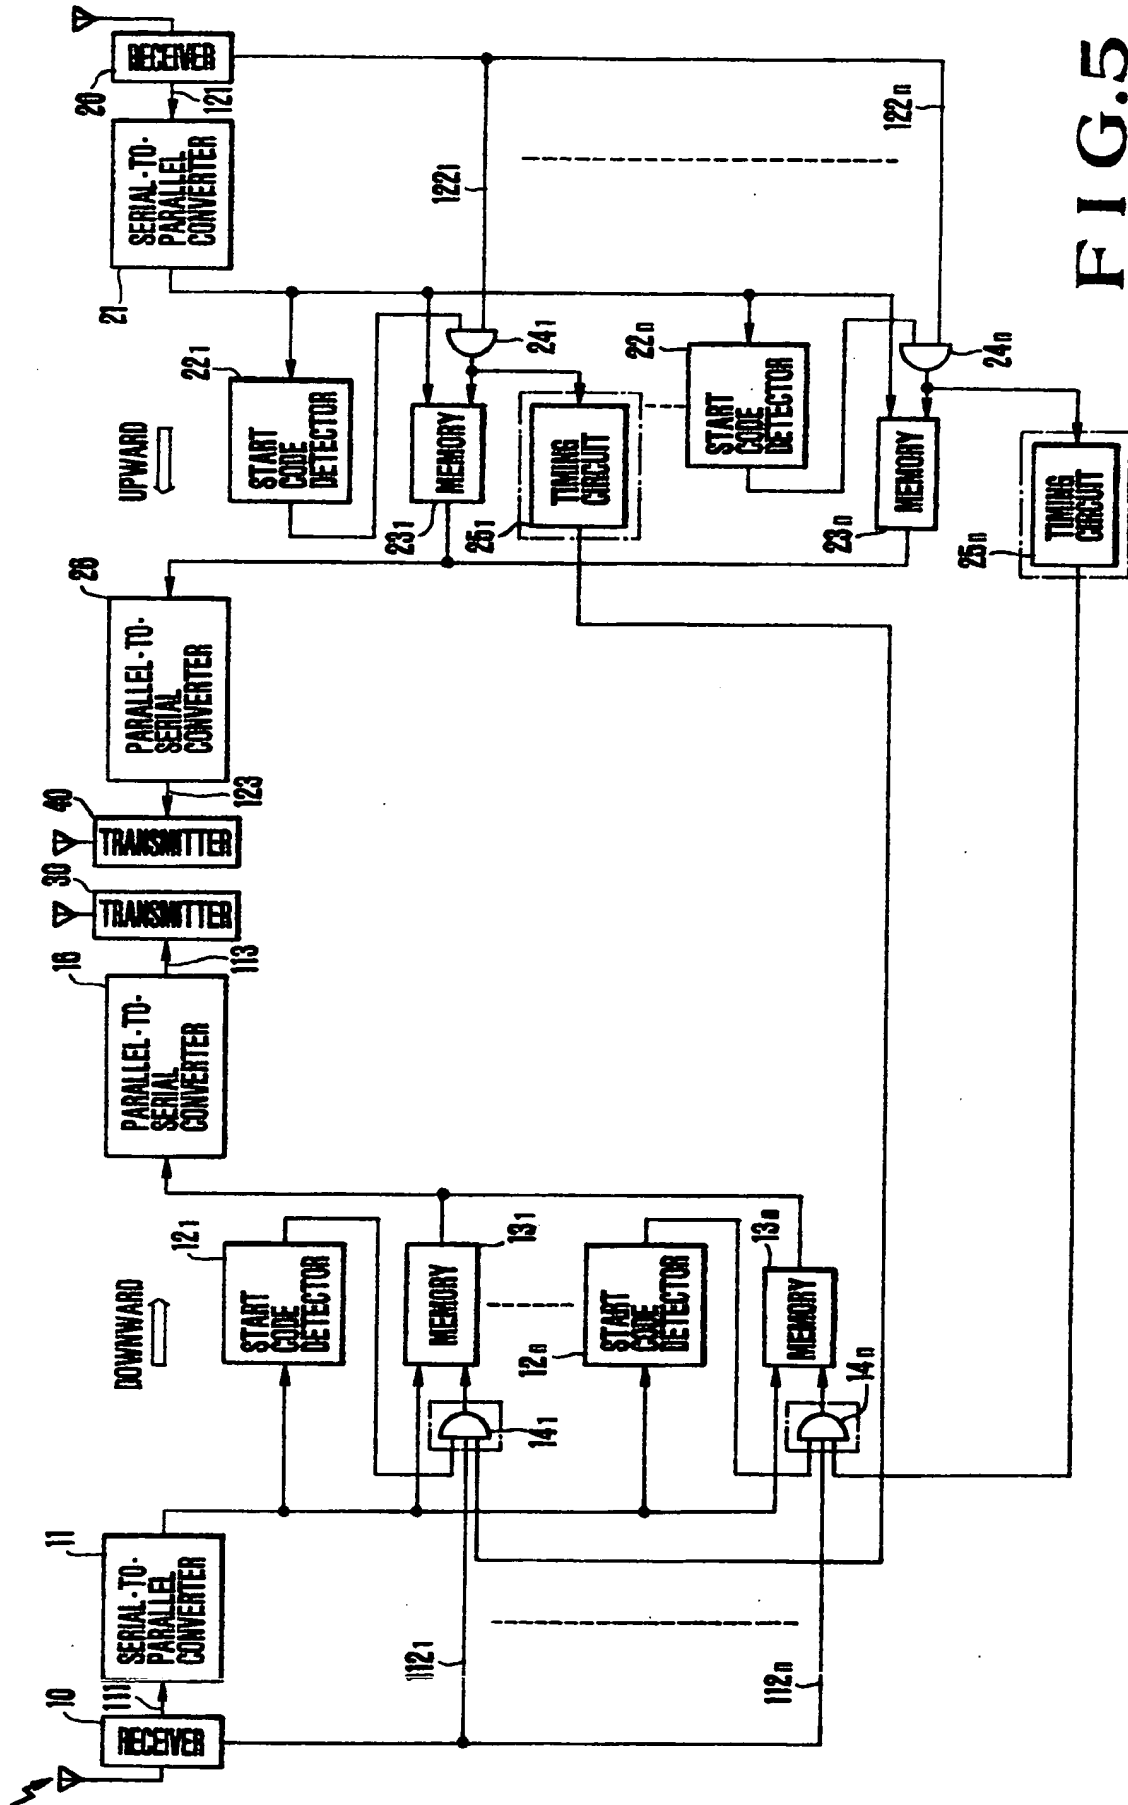 FIG.5
DOWNWARD
UPWARD
10
RECEIVER
111
11
SERIAL-TO-
PARALLEL
CONVERTER
112₁
112n
12₁
START
CODE
DETECTOR
13₁
MEMORY
14₁
12n
START
CODE
DETECTOR
13n
MEMORY
14n
16
PARALLEL-TO-
SERIAL
CONVERTER
113
30
TRANSMITTER
40
TRANSMITTER
123
26
PARALLEL-TO-
SERIAL
CONVERTER
22₁
START
CODE
DETECTOR
23₁
MEMORY
24₁
25₁
TIMING
CIRCUIT
22n
START
CODE
DETECTOR
23n
MEMORY
24n
25n
TIMING
CIRCUIT
21
SERIAL-TO-
PARALLEL
CONVERTER
121
20
RECEIVER
122₁
122n